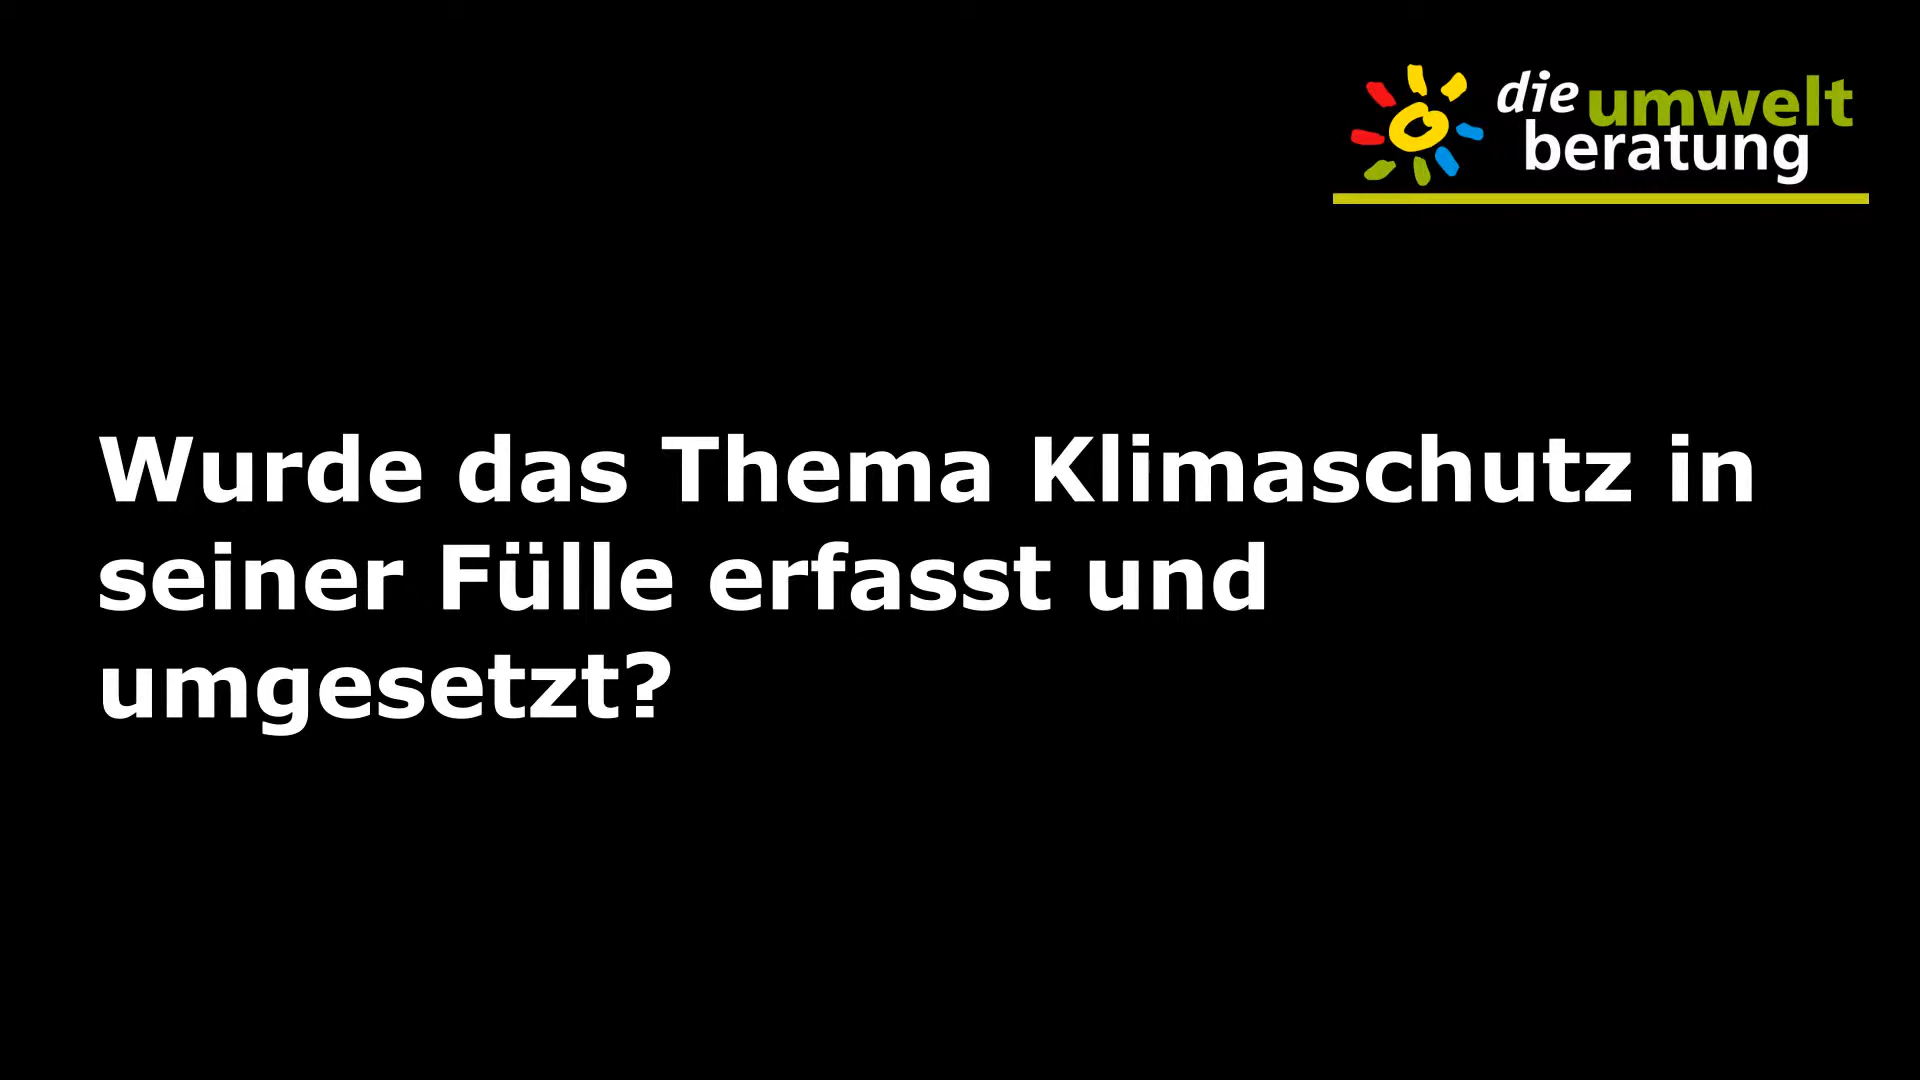 die umwelt
beratung
Wurde das Thema Klimaschutz in
seiner Fülle erfasst und
umgesetzt?